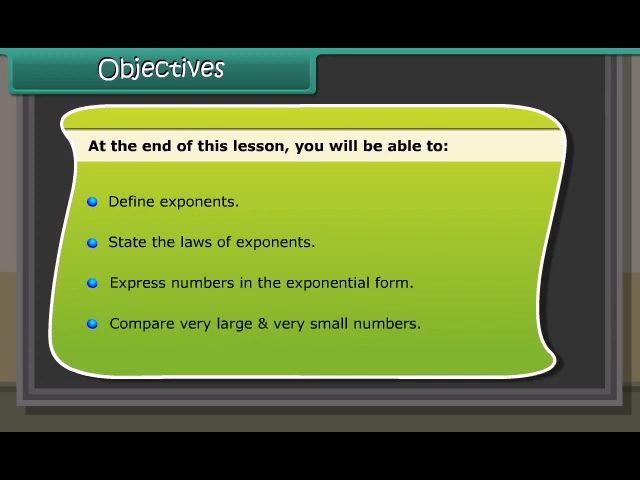 Objectives
At the end of this lesson, you will be able to:
Define exponents.
State the laws of exponents.
Express numbers in the exponential form.
Compare very large & very small numbers.